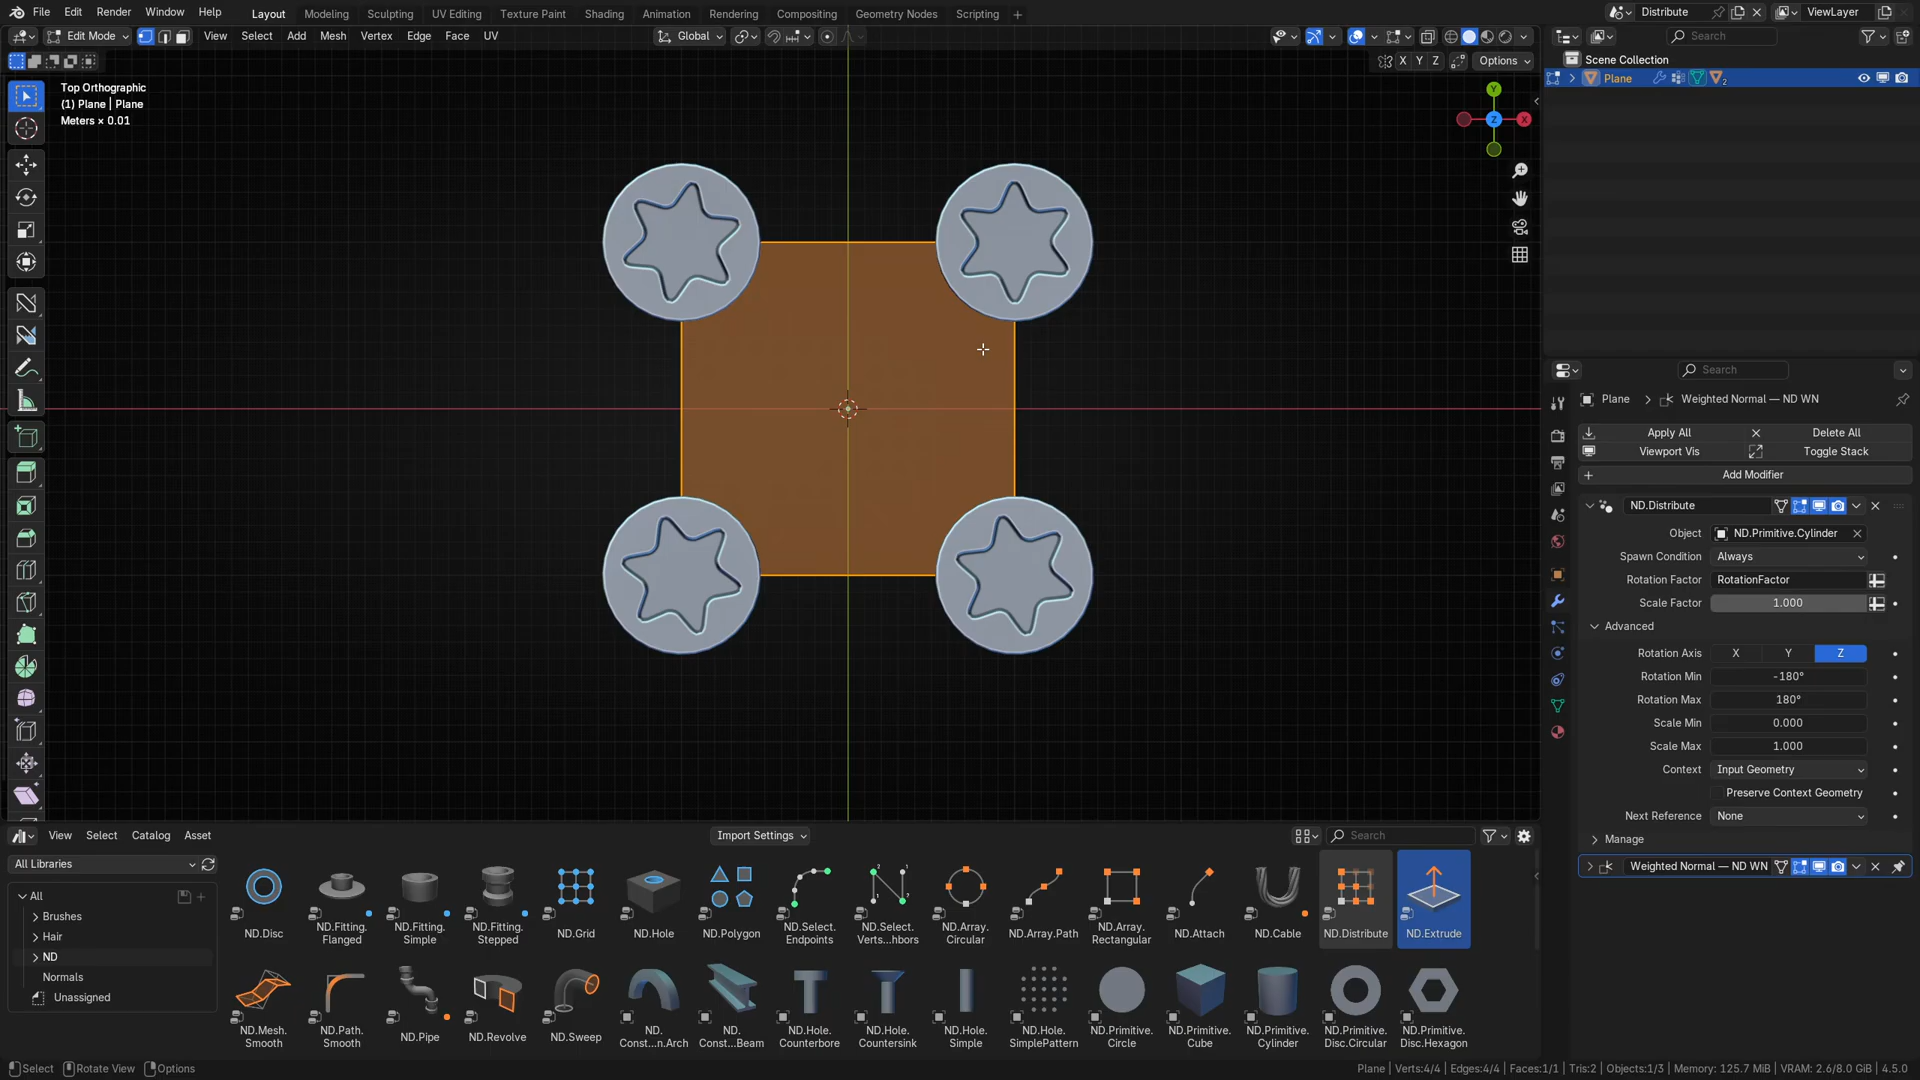 File Edit Render Window Help Layout Modeling Sculpting UV Editing Texture Paint Shading Animation Rendering Compositing Geometry Nodes Scripting + Distribute ViewLayer
Edit Mode View Select Add Mesh Vertex Edge Face UV Global Search
X Y Z Options
Top Orthographic
(1) Plane | Plane
Meters × 0.01
Y
Z
X
Scene Collection
Plane 2
Search
Plane > Weighted Normal — ND WN
Apply All Delete All
Viewport Vis Toggle Stack
Add Modifier
ND.Distribute
Object ND.Primitive.Cylinder
Spawn Condition Always
Rotation Factor RotationFactor
Scale Factor 1.000
Advanced
Rotation Axis X Y Z
Rotation Min -180°
Rotation Max 180°
Scale Min 0.000
Scale Max 1.000
Context Input Geometry
Preserve Context Geometry
Next Reference None
Manage
Weighted Normal — ND WN
View Select Catalog Asset Import Settings Search
All Libraries
All
Brushes
Hair
ND
Normals
Unassigned
ND.Disc
ND.Fitting.
Flanged
ND.Fitting.
Simple
ND.Fitting.
Stepped
ND.Grid
ND.Hole
ND.Polygon
ND.Select.
Endpoints
ND.Select.
Verts...hbors
ND.Array.
Circular
ND.Array.Path
ND.Array.
Rectangular
ND.Attach
ND.Cable
ND.Distribute
ND.Extrude
ND.Mesh.
Smooth
ND.Path.
Smooth
ND.Pipe
ND.Revolve
ND.Sweep
ND.
Const...n.Arch
ND.
Const...Beam
ND.Hole.
Counterbore
ND.Hole.
Countersink
ND.Hole.
Simple
ND.Hole.
SimplePattern
ND.Primitive.
Circle
ND.Primitive.
Cube
ND.Primitive.
Cylinder
ND.Primitive.
Disc.Circular
ND.Primitive.
Disc.Hexagon
Select Rotate View Options Plane | Verts:4/4 | Edges:4/4 | Faces:1/1 | Tris:2 | Objects:1/3 | Memory: 125.7 MiB | VRAM: 2.6/8.0 GiB | 4.5.0